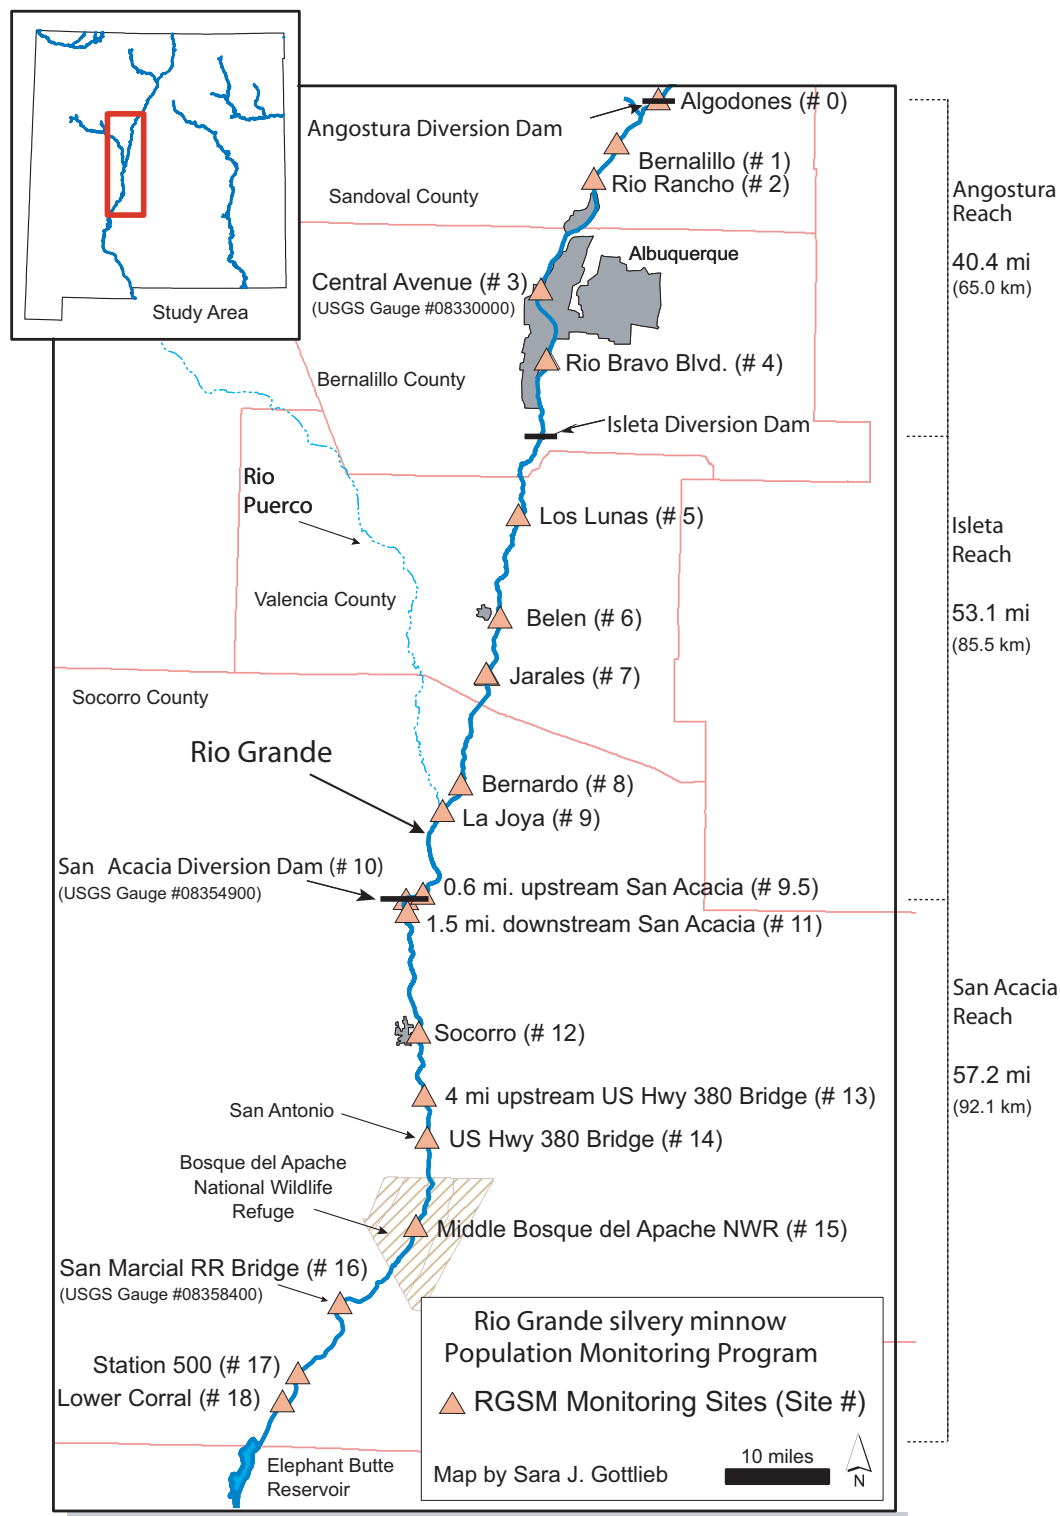 Study Area
Algodones (# 0)
Angostura Diversion Dam
Bernalillo (# 1)
Rio Rancho (# 2)
Sandoval County
Albuquerque
Central Avenue (# 3)
(USGS Gauge #08330000)
Rio Bravo Blvd. (# 4)
Bernalillo County
Isleta Diversion Dam
Rio
Puerco
Los Lunas (# 5)
Valencia County
Belen (# 6)
Jarales (# 7)
Socorro County
Rio Grande
Bernardo (# 8)
La Joya (# 9)
San Acacia Diversion Dam (# 10)
(USGS Gauge #08354900)
0.6 mi. upstream San Acacia (# 9.5)
1.5 mi. downstream San Acacia (# 11)
Socorro (# 12)
4 mi upstream US Hwy 380 Bridge (# 13)
San Antonio
US Hwy 380 Bridge (# 14)
Bosque del Apache
National Wildlife
Refuge
Middle Bosque del Apache NWR (# 15)
San Marcial RR Bridge (# 16)
(USGS Gauge #08358400)
Station 500 (# 17)
Lower Corral (# 18)
Elephant Butte
Reservoir
Rio Grande silvery minnow
Population Monitoring Program
RGSM Monitoring Sites (Site #)
Map by Sara J. Gottlieb
10 miles
N
Angostura
Reach
40.4 mi
(65.0 km)
Isleta
Reach
53.1 mi
(85.5 km)
San Acacia
Reach
57.2 mi
(92.1 km)